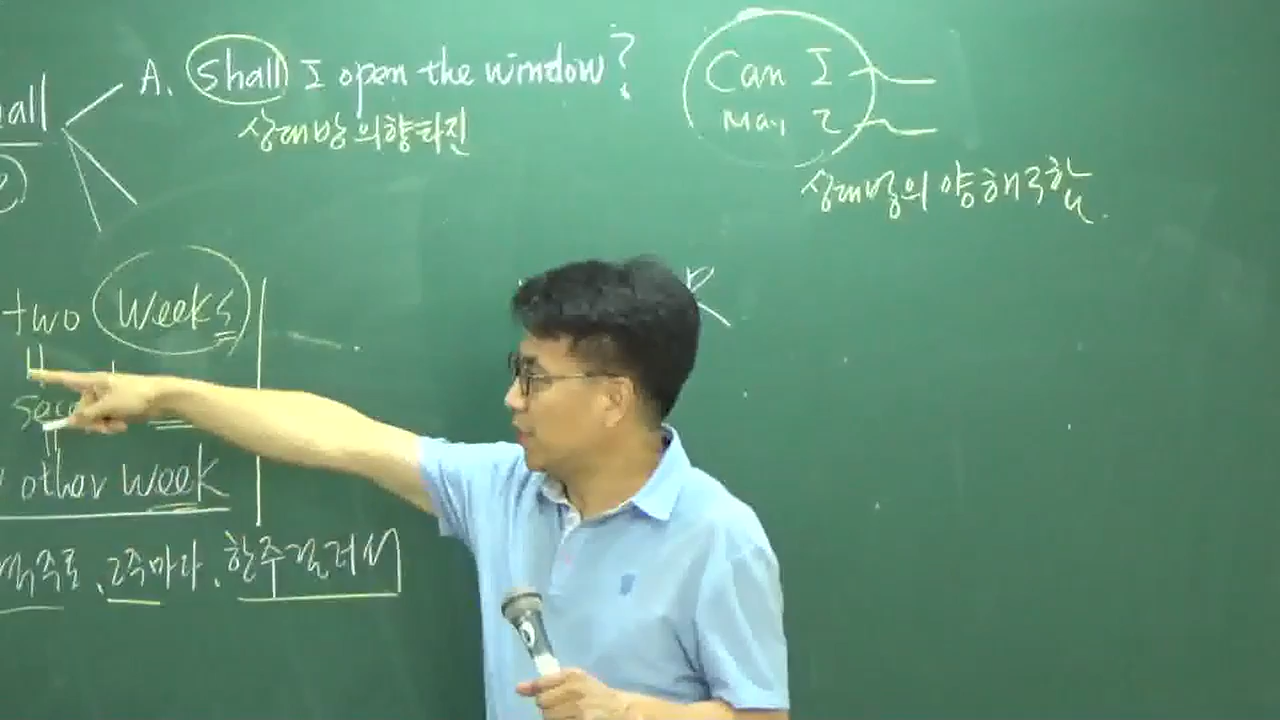 all
A. Shall I open the window?
상대방 의향타진
Can I
May I
상대방의 양해 구함.
two weeks
other week
격주로, 2주마다, 한주걸러서
R